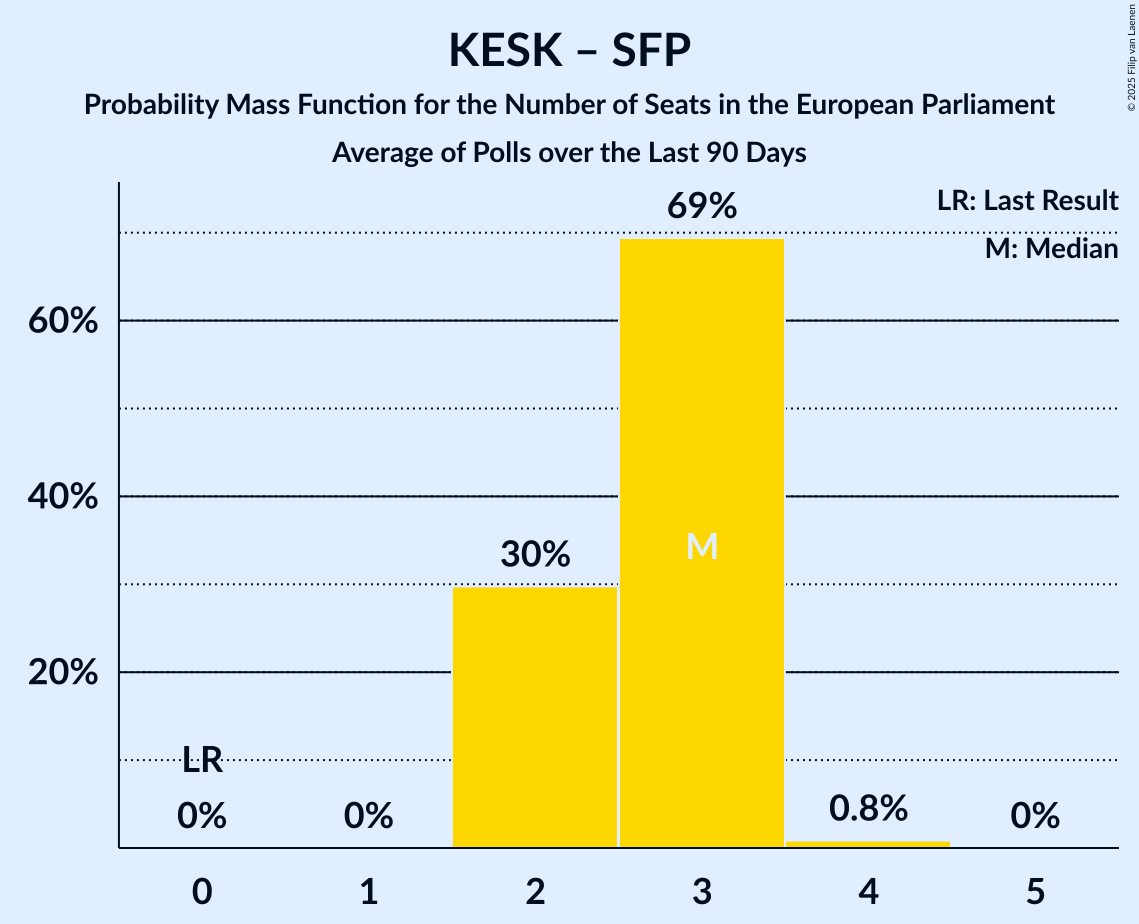 KESK – SFP
Probability Mass Function for the Number of Seats in the European Parliament
Average of Polls over the Last 90 Days
© 2025 Filip van Laenen
LR: Last Result
M: Median
69%
60%
40%
20%
30%
M
LR
0%
0%
0.8%
0%
0 1 2 3 4 5